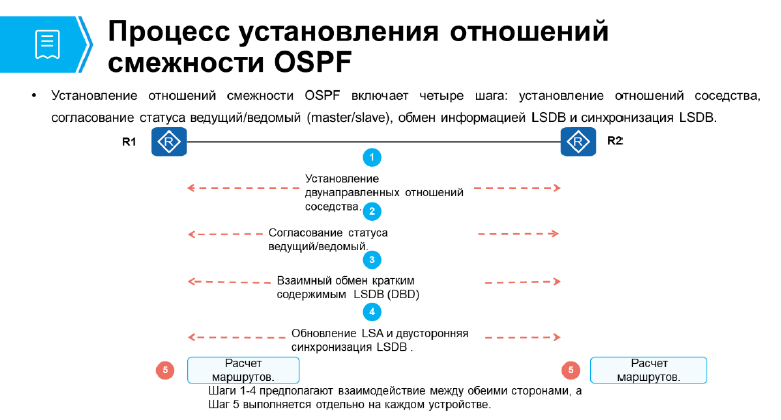 Процесс установления отношений
смежности OSPF
• Установление отношений смежности OSPF включает четыре шага: установление отношений соседства,
согласование статуса ведущий/ведомый (master/slave), обмен информацией LSDB и синхронизация LSDB.
R1 R R R2
1
Установление
двунаправленных отношений
соседства.
2
Согласование статуса
ведущий/ведомый.
3
Взаимный обмен кратким
содержимым LSDB (DBD)
4
Обновление LSA и двусторонняя
синхронизация LSDB .
5 Расчет
маршрутов.
5 Расчет
маршрутов.
Шаги 1-4 предполагают взаимодействие между обеими сторонами, а
Шаг 5 выполняется отдельно на каждом устройстве.